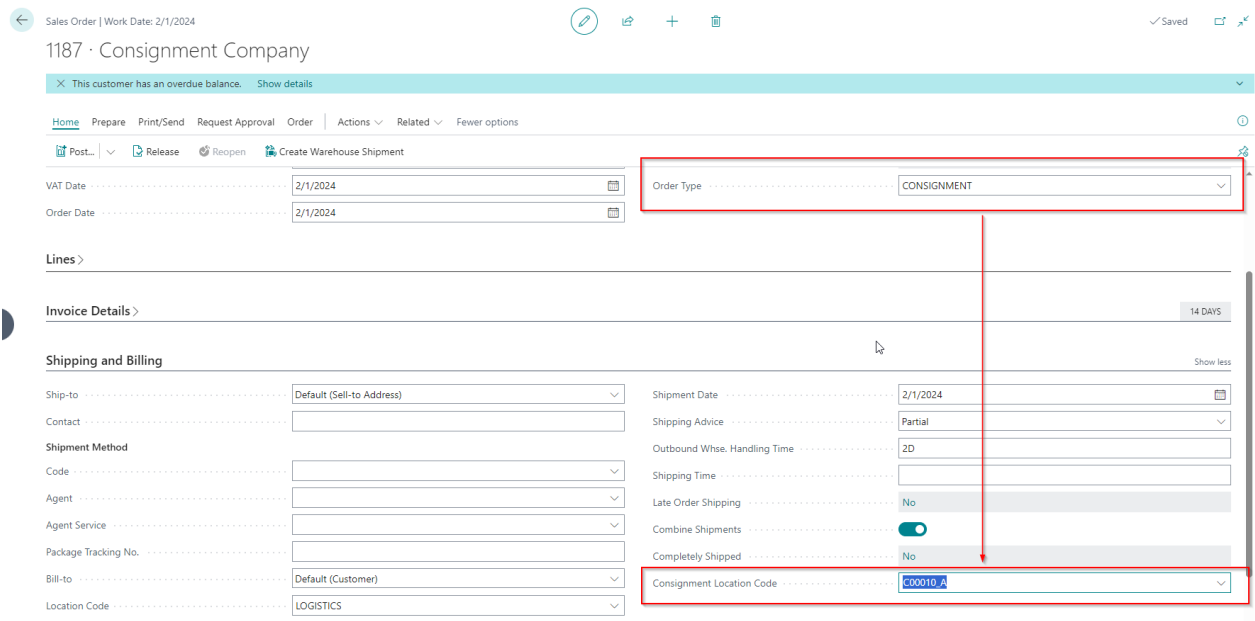 Sales Order | Work Date: 2/1/2024
Saved
1187 · Consignment Company
This customer has an overdue balance. Show details
Home Prepare Print/Send Request Approval Order Actions Related Fewer options
Post... Release Reopen Create Warehouse Shipment
VAT Date 2/1/2024 Order Type CONSIGNMENT
Order Date 2/1/2024
Lines
Invoice Details 14 DAYS
Shipping and Billing Show less
Ship-to Default (Sell-to Address) Shipment Date 2/1/2024
Contact Shipping Advice Partial
Shipment Method Outbound Whse. Handling Time 2D
Code Shipping Time
Agent Late Order Shipping No
Agent Service Combine Shipments
Package Tracking No. Completely Shipped No
Bill-to Default (Customer) Consignment Location Code C00010_A
Location Code LOGISTICS